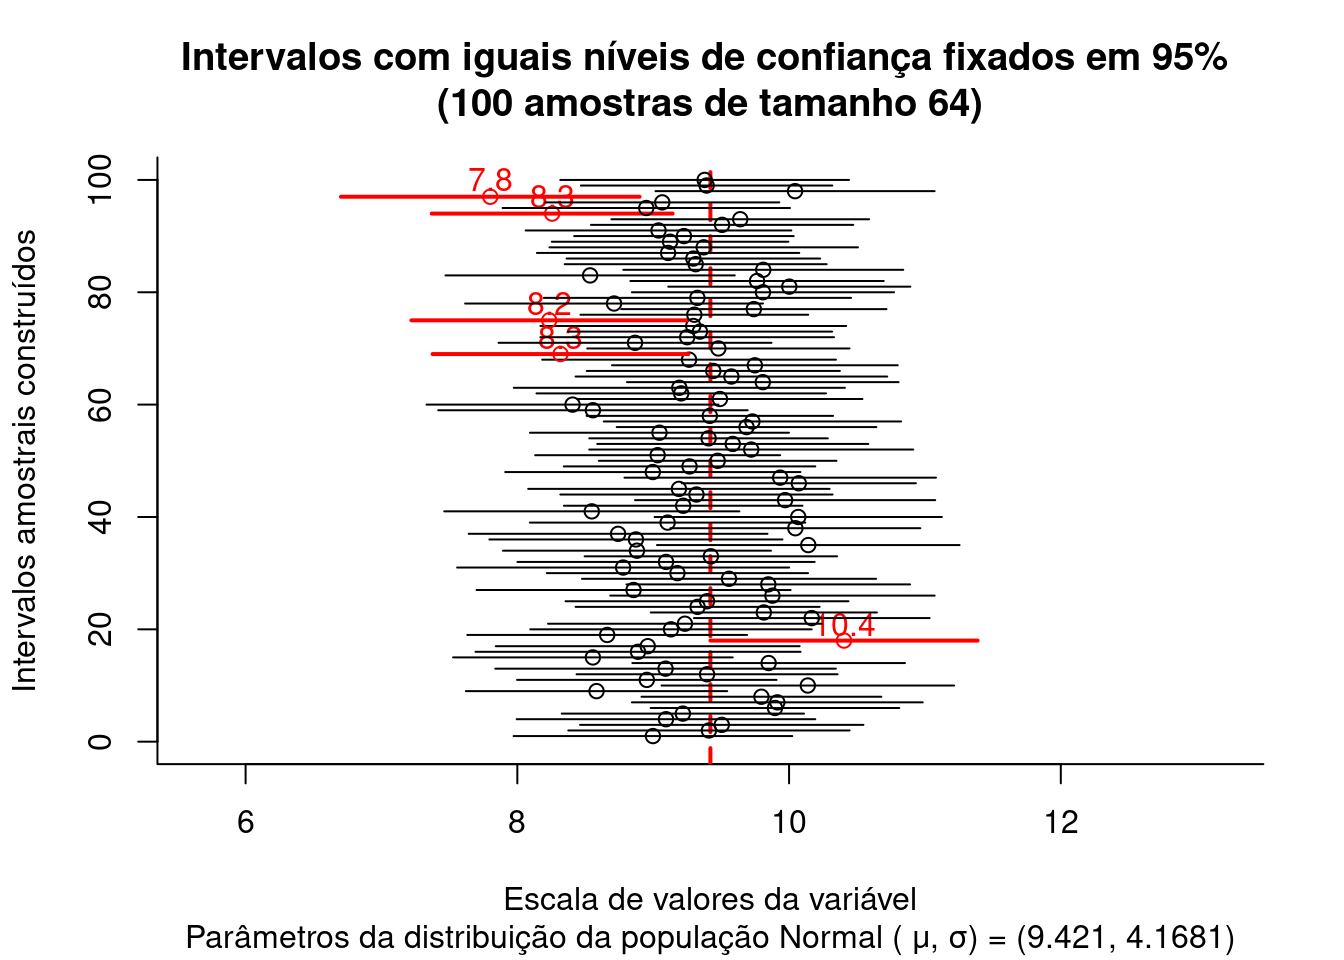 Intervalos com iguais níveis de confiança fixados em 95%
(100 amostras de tamanho 64)
Intervalos amostrais construídos
100
80
60
40
20
0
7.8
8.3
8.2
8.3
10.4
6 8 10 12
Escala de valores da variável
Parâmetros da distribuição da população Normal ( μ, σ) = (9.421, 4.1681)